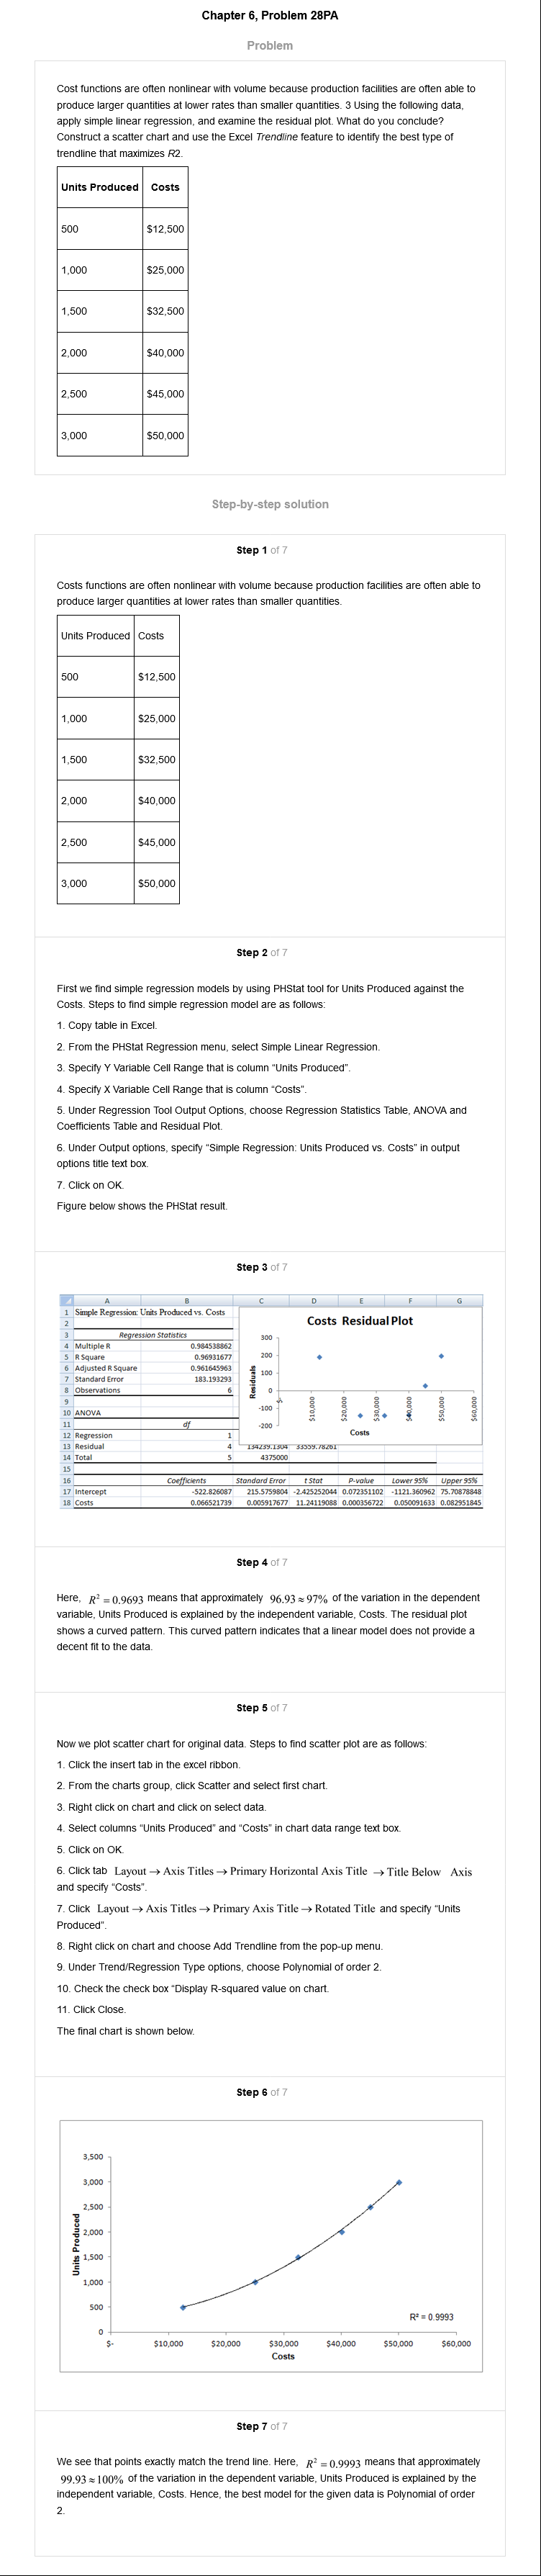 Chapter 6, Problem 28PA
Problem
Cost functions are often nonlinear with volume because production facilities are often able to
produce larger quantities at lower rates than smaller quantities. 3 Using the following data,
apply simple linear regression, and examine the residual plot. What do you conclude?
Construct a scatter chart and use the Excel Trendline feature to identify the best type of
trendline that maximizes R2.
Units Produced Costs
500 $12,500
1,000 $25,000
1,500 $32,500
2,000 $40,000
2,500 $45,000
3,000 $50,000
Step-by-step solution
Step 1 of 7
Costs functions are often nonlinear with volume because production facilities are often able to
produce larger quantities at lower rates than smaller quantities.
Units Produced Costs
500 $12,500
1,000 $25,000
1,500 $32,500
2,000 $40,000
2,500 $45,000
3,000 $50,000
Step 2 of 7
First we find simple regression models by using PHStat tool for Units Produced against the
Costs. Steps to find simple regression model are as follows:
1. Copy table in Excel.
2. From the PHStat Regression menu, select Simple Linear Regression.
3. Specify Y Variable Cell Range that is column “Units Produced”.
4. Specify X Variable Cell Range that is column “Costs”.
5. Under Regression Tool Output Options, choose Regression Statistics Table, ANOVA and
Coefficients Table and Residual Plot.
6. Under Output options, specify “Simple Regression: Units Produced vs. Costs” in output
options title text box.
7. Click on OK.
Figure below shows the PHStat result.
Step 3 of 7
A B C D E F G
1 Simple Regression: Units Produced vs. Costs
2
3 Regression Statistics
4 Multiple R 0.984538862
5 R Square 0.96931677
6 Adjusted R Square 0.961645963
7 Standard Error 183.193293
8 Observations 6
9
10 ANOVA
11 df
12 Regression 1
13 Residual 4 134239.1304 33559.78261
14 Total 5 4375000
15
16 Coefficients Standard Error t Stat P-value Lower 95% Upper 95%
17 Intercept -522.826087 215.5759804 -2.425252044 0.072351102 -1121.360962 75.70878848
18 Costs 0.066521739 0.005917677 11.24119088 0.000356722 0.050091633 0.082951845
Costs Residual Plot
Residuals
300
200
100
0
-100
-200
$- $10,000 $20,000 $30,000 $40,000 $50,000 $60,000
Costs
Step 4 of 7
Here, R² = 0.9693 means that approximately 96.93 ≈ 97% of the variation in the dependent
variable, Units Produced is explained by the independent variable, Costs. The residual plot
shows a curved pattern. This curved pattern indicates that a linear model does not provide a
decent fit to the data.
Step 5 of 7
Now we plot scatter chart for original data. Steps to find scatter plot are as follows:
1. Click the insert tab in the excel ribbon.
2. From the charts group, click Scatter and select first chart.
3. Right click on chart and click on select data.
4. Select columns “Units Produced” and “Costs” in chart data range text box.
5. Click on OK.
6. Click tab Layout → Axis Titles → Primary Horizontal Axis Title → Title Below Axis
and specify “Costs”.
7. Click Layout → Axis Titles → Primary Axis Title → Rotated Title and specify “Units
Produced”.
8. Right click on chart and choose Add Trendline from the pop-up menu.
9. Under Trend/Regression Type options, choose Polynomial of order 2.
10. Check the check box “Display R-squared value on chart.
11. Click Close.
The final chart is shown below.
Step 6 of 7
Units Produced
3,500
3,000
2,500
2,000
1,500
1,000
500
0
R² = 0.9993
$- $10,000 $20,000 $30,000 $40,000 $50,000 $60,000
Costs
Step 7 of 7
We see that points exactly match the trend line. Here, R² = 0.9993 means that approximately
99.93 ≈ 100% of the variation in the dependent variable, Units Produced is explained by the
independent variable, Costs. Hence, the best model for the given data is Polynomial of order
2.